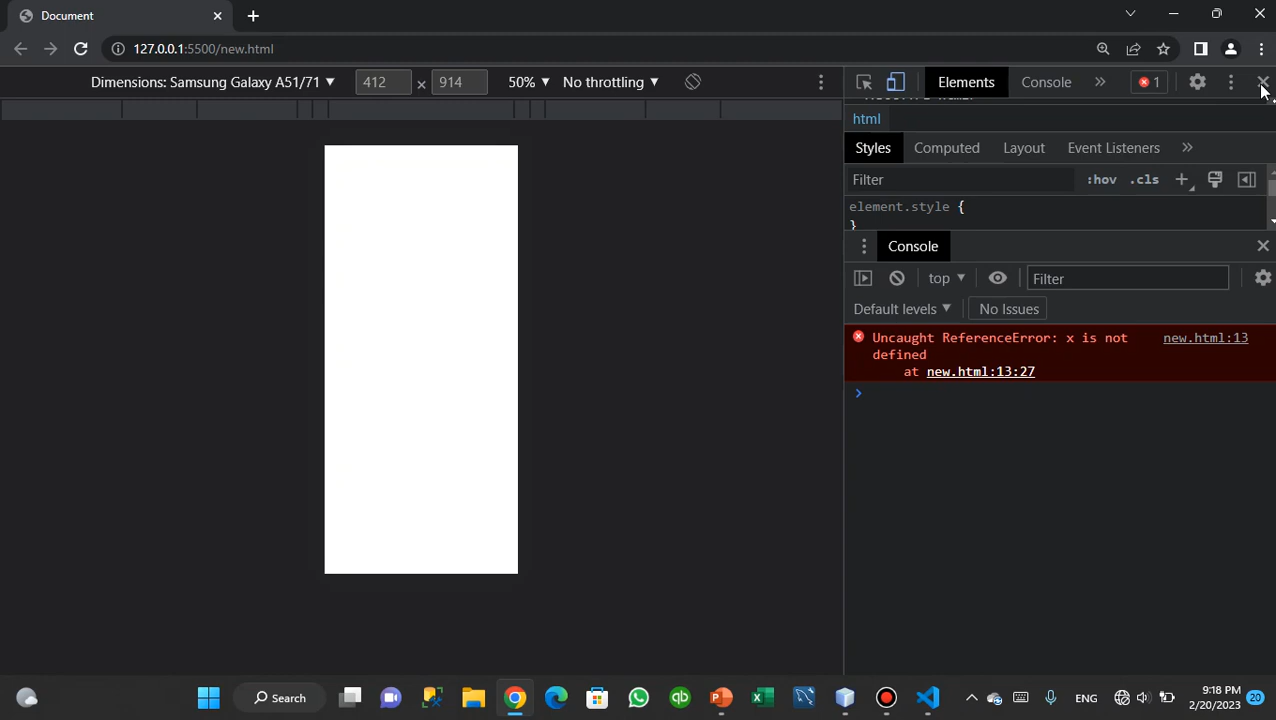 Document
127.0.0.1:5500/new.html
Dimensions: Samsung Galaxy A51/71 ▼ 412 × 914 50% ▼ No throttling ▼
Elements Console » 1
html
Styles Computed Layout Event Listeners »
Filter :hov .cls
element.style {
}
Console
top ▼ Filter
Default levels ▼ No Issues
Uncaught ReferenceError: x is not new.html:13
defined
at new.html:13:27
Search
ENG
9:18 PM
2/20/2023
20